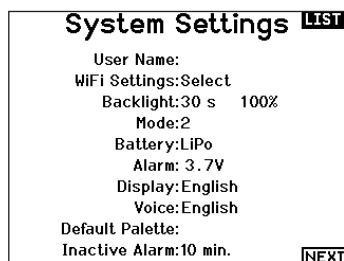 System Settings LIST
User Name:
WiFi Settings:Select
Backlight:30 s 100%
Mode:2
Battery:LiPo
Alarm: 3.7V
Display:English
Voice:English
Default Palette:
Inactive Alarm:10 min.
NEXT